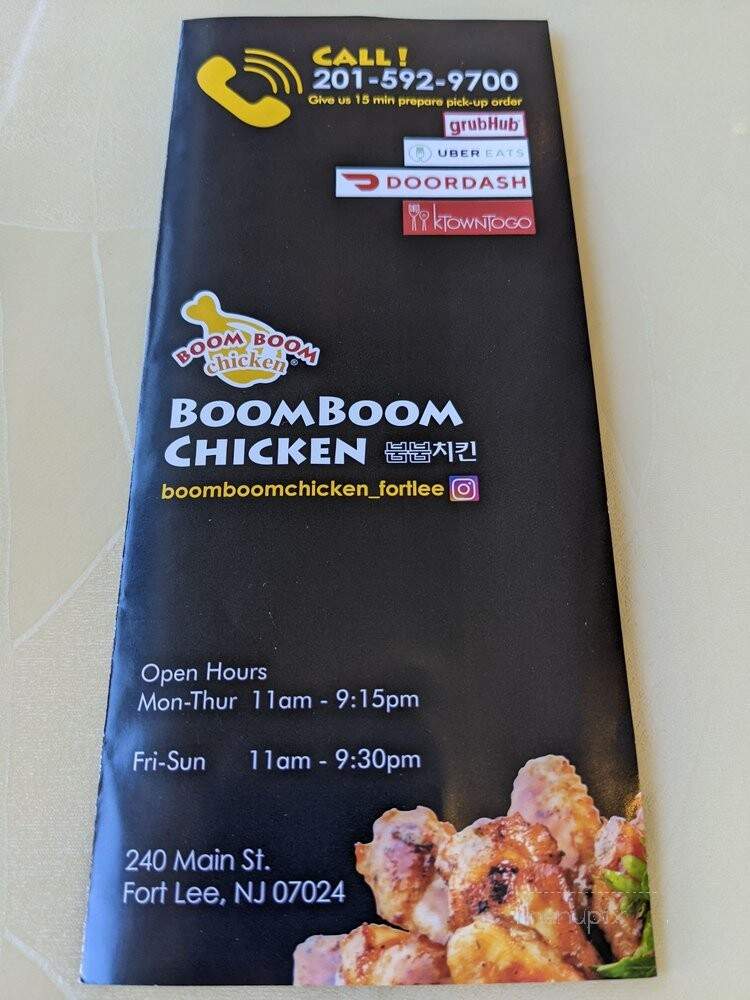 CALL!
201-592-9700
Give us 15 min prepare pick-up order
grubHub
UBER EATS
DOORDASH
KTOWNTOGO
BOOM BOOM
chicken®
BOOMBOOM
CHICKEN 붐붐치킨
boomboomchicken_fortlee
Open Hours
Mon-Thur 11am - 9:15pm
Fri-Sun 11am - 9:30pm
240 Main St.
Fort Lee, NJ 07024
menupix